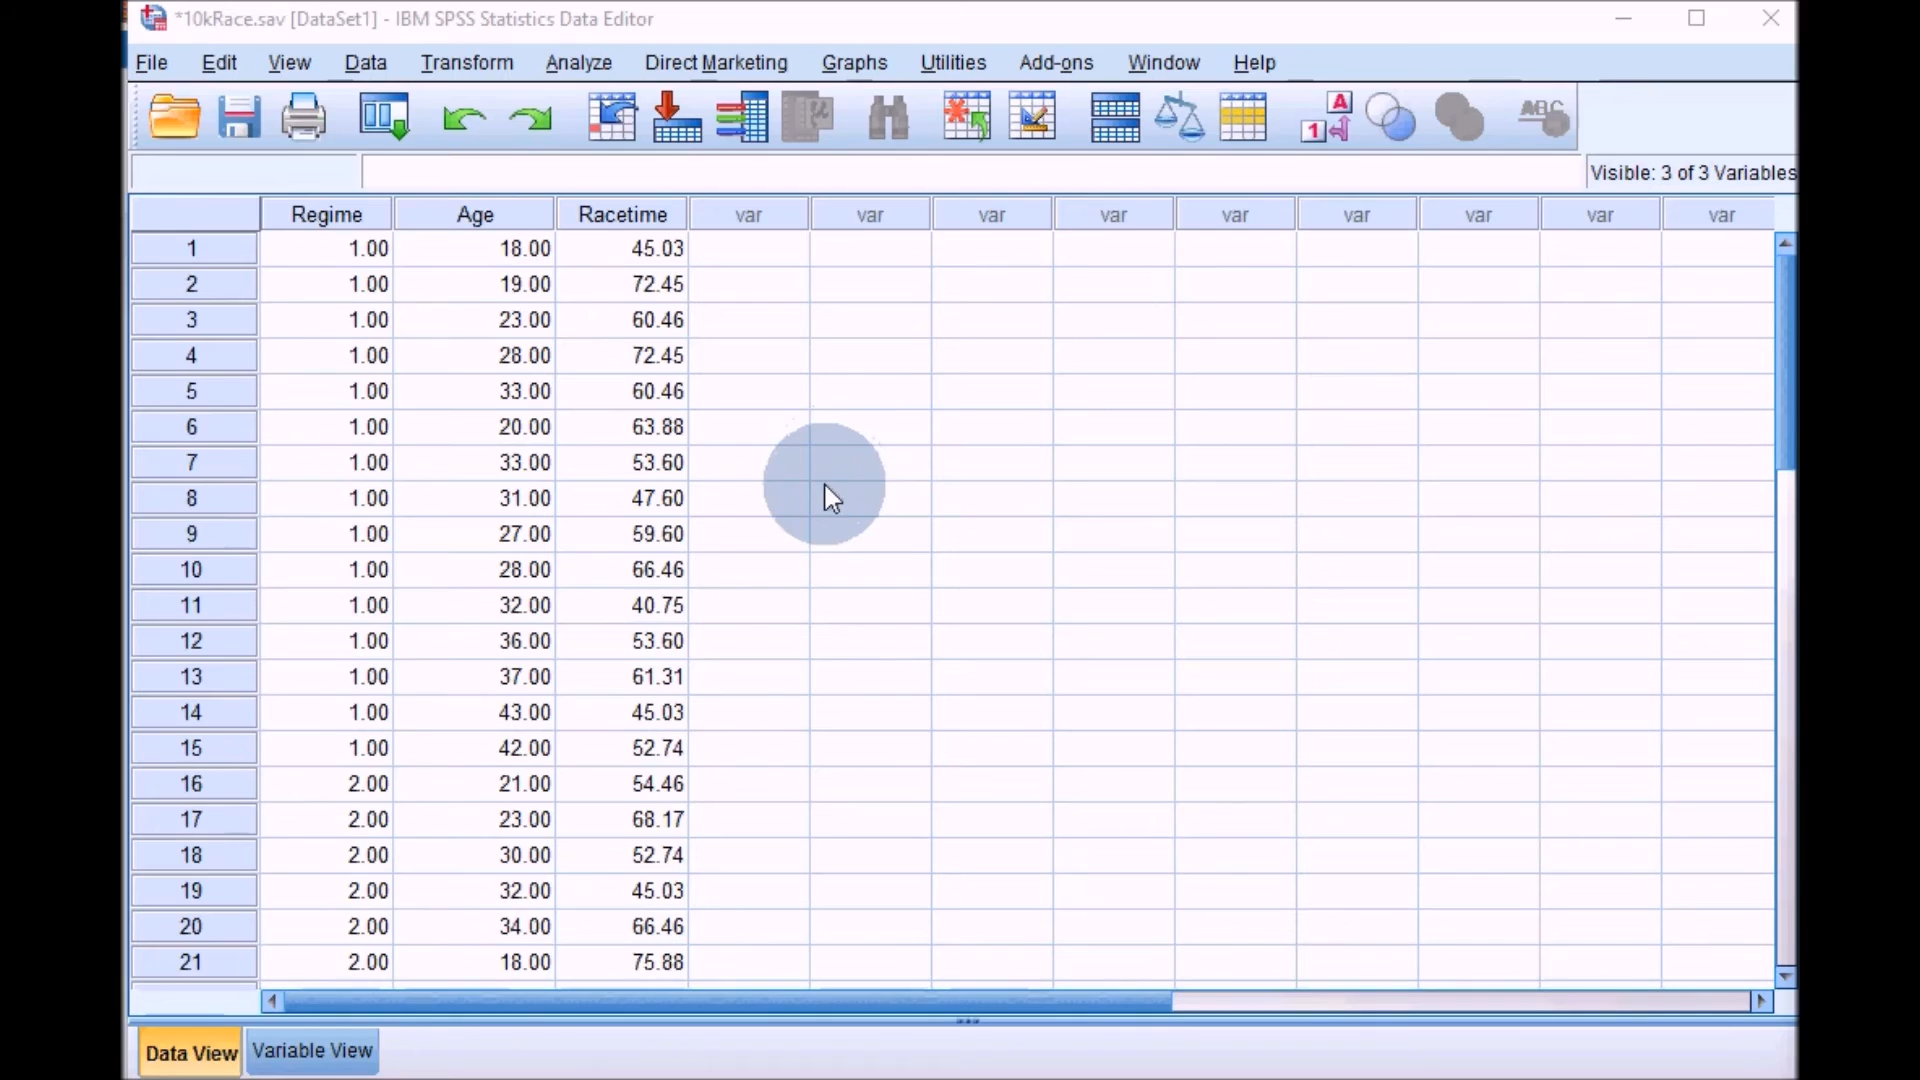 *10kRace.sav [DataSet1] - IBM SPSS Statistics Data Editor
File Edit View Data Transform Analyze Direct Marketing Graphs Utilities Add-ons Window Help
A
1
ABC
Visible: 3 of 3 Variables
Regime Age Racetime var var var var var var var var var
1 1.00 18.00 45.03
2 1.00 19.00 72.45
3 1.00 23.00 60.46
4 1.00 28.00 72.45
5 1.00 33.00 60.46
6 1.00 20.00 63.88
7 1.00 33.00 53.60
8 1.00 31.00 47.60
9 1.00 27.00 59.60
10 1.00 28.00 66.46
11 1.00 32.00 40.75
12 1.00 36.00 53.60
13 1.00 37.00 61.31
14 1.00 43.00 45.03
15 1.00 42.00 52.74
16 2.00 21.00 54.46
17 2.00 23.00 68.17
18 2.00 30.00 52.74
19 2.00 32.00 45.03
20 2.00 34.00 66.46
21 2.00 18.00 75.88
Data View Variable View